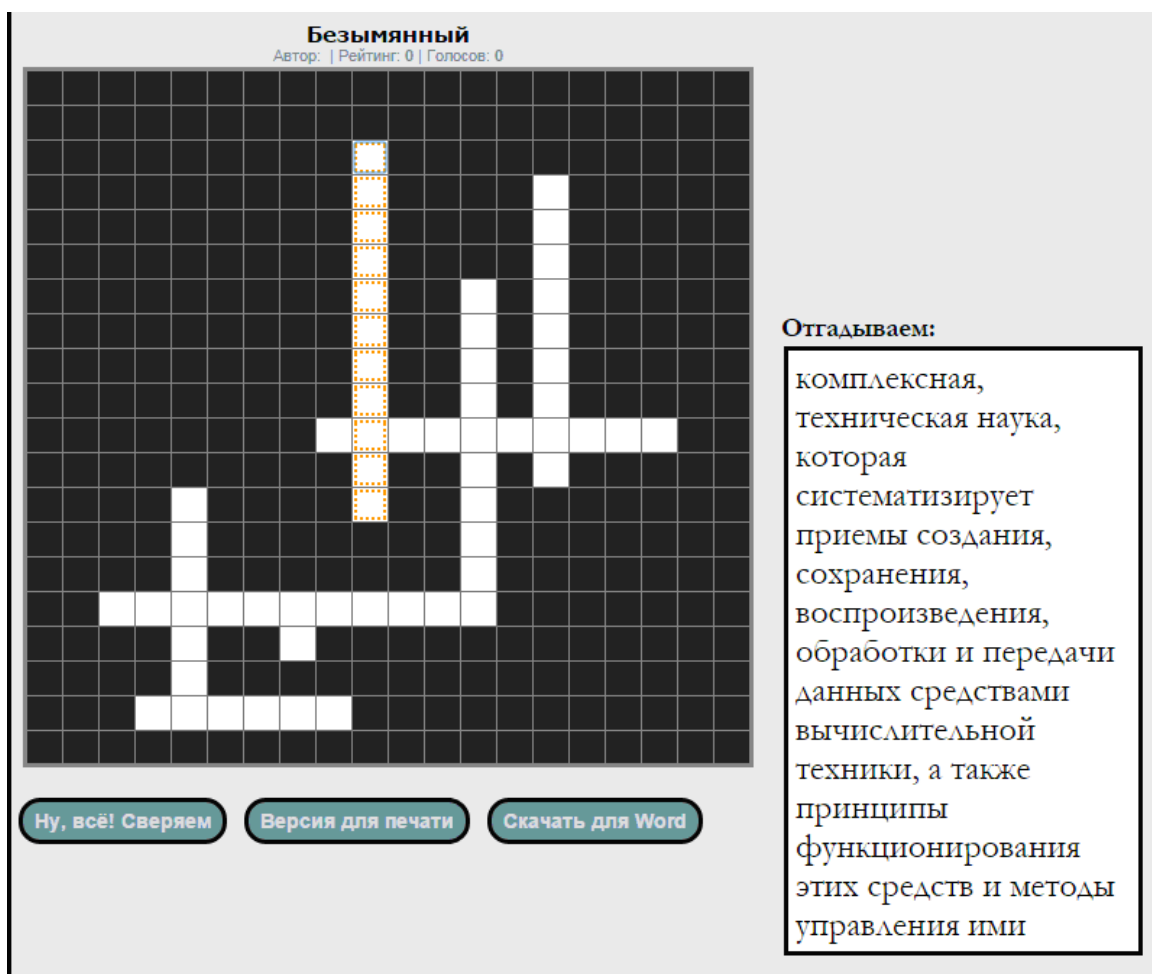 Безымянный
Автор: | Рейтинг: 0 | Голосов: 0
Отгадываем:
комплексная,
техническая наука,
которая
систематизирует
приемы создания,
сохранения,
воспроизведения,
обработки и передачи
данных средствами
вычислительной
техники, а также
принципы
функционирования
этих средств и методы
управления ими
Ну, всё! Сверяем
Версия для печати
Скачать для Word